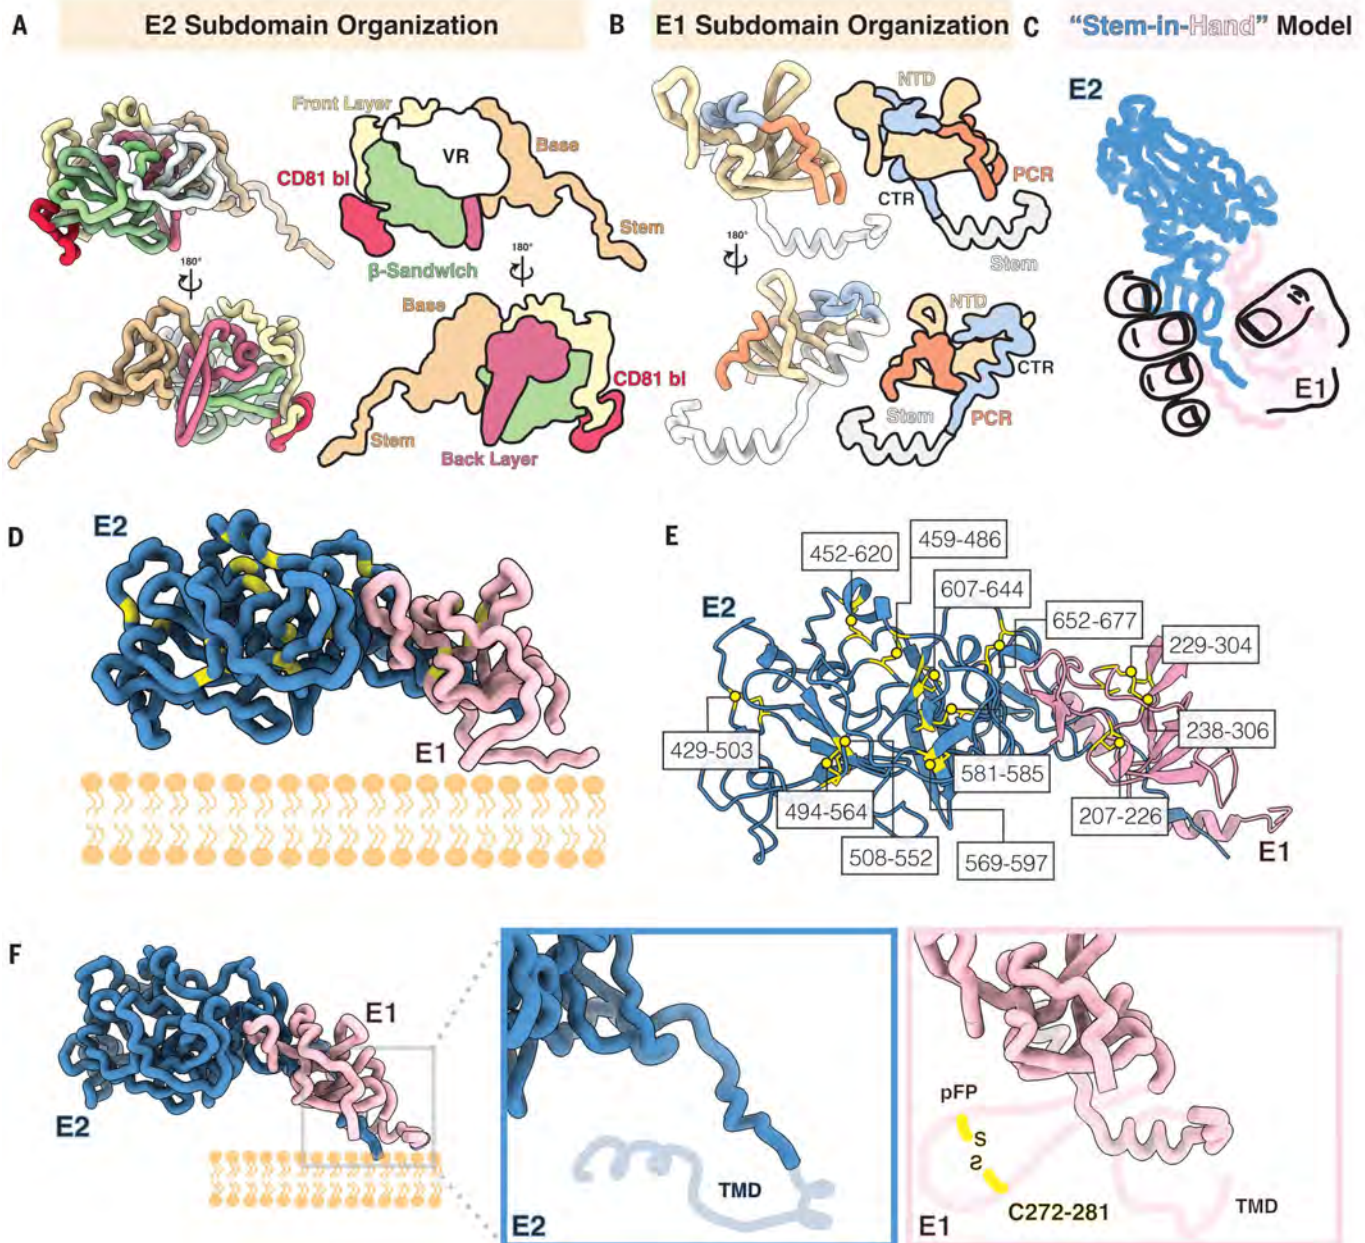 A
E2 Subdomain Organization
B
E1 Subdomain Organization
C
“Stem-in-Hand” Model
Front Layer
VR
Base
CD81 bl
Stem
β-Sandwich
180°
180°
Base
CD81 bl
Stem
Back Layer
NTD
PCR
CTR
Stem
180°
NTD
CTR
Stem
PCR
E2
E1
D
E2
E1
E
E2
452-620
459-486
607-644
652-677
229-304
238-306
429-503
581-585
494-564
207-226
508-552
569-597
E1
F
E1
E2
TMD
E2
pFP
S
S
C272-281
TMD
E1